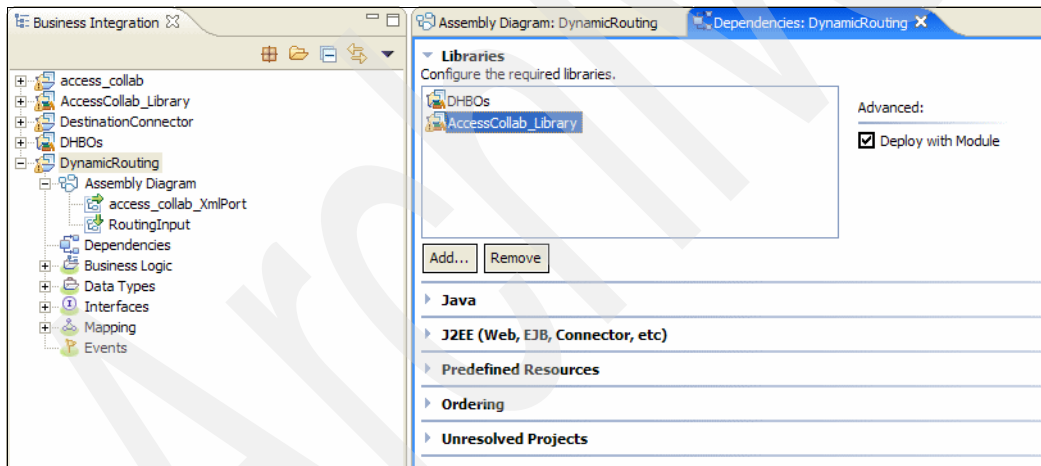 Business Integration
access_collab
AccessCollab_Library
DestinationConnector
DHBOs
DynamicRouting
Assembly Diagram
access_collab_XmlPort
RoutingInput
Dependencies
Business Logic
Data Types
Interfaces
Mapping
Events
Assembly Diagram: DynamicRouting
Dependencies: DynamicRouting
Libraries
Configure the required libraries.
DHBOs
AccessCollab_Library
Advanced:
Deploy with Module
Add... Remove
Java
J2EE (Web, EJB, Connector, etc)
Predefined Resources
Ordering
Unresolved Projects